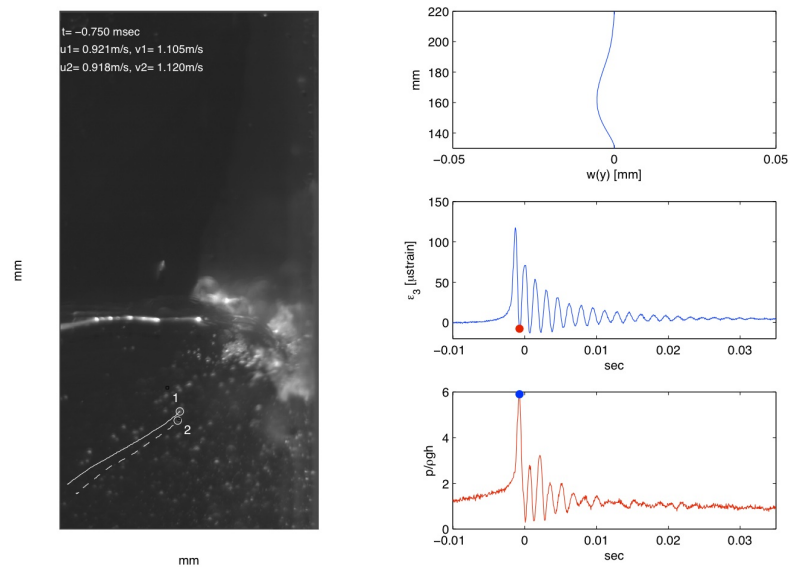 t= −0.750 msec
u1= 0.921m/s, v1= 1.105m/s
u2= 0.918m/s, v2= 1.120m/s
mm
1
2
mm
220
200
180
160
140
mm
−0.05
0
0.05
w(y) [mm]
150
100
50
0
ε3 [μstrain]
−0.01
0
0.01
0.02
0.03
sec
6
4
2
0
p/ρgh
−0.01
0
0.01
0.02
0.03
sec